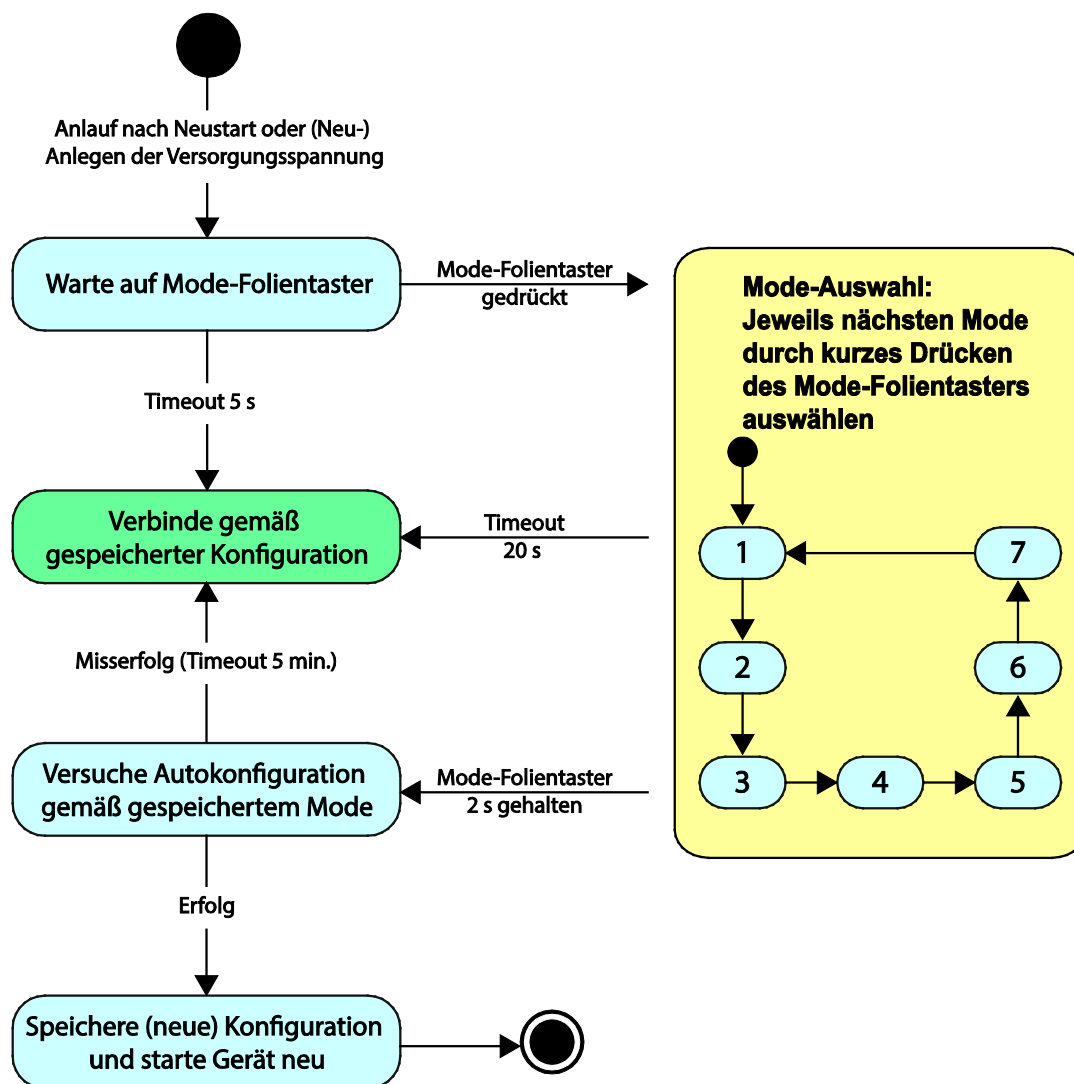 Anlauf nach Neustart oder (Neu-)
Anlegen der Versorgungsspannung
Warte auf Mode-Folientaster
Mode-Folientaster
gedrückt
Timeout 5 s
Verbinde gemäß
gespeicherter Konfiguration
Timeout
20 s
Misserfolg (Timeout 5 min.)
Versuche Autokonfiguration
gemäß gespeichertem Mode
Mode-Folientaster
2 s gehalten
Erfolg
Speichere (neue) Konfiguration
und starte Gerät neu
Mode-Auswahl:
Jeweils nächsten Mode
durch kurzes Drücken
des Mode-Folientasters
auswählen
1
2
3
4
5
6
7